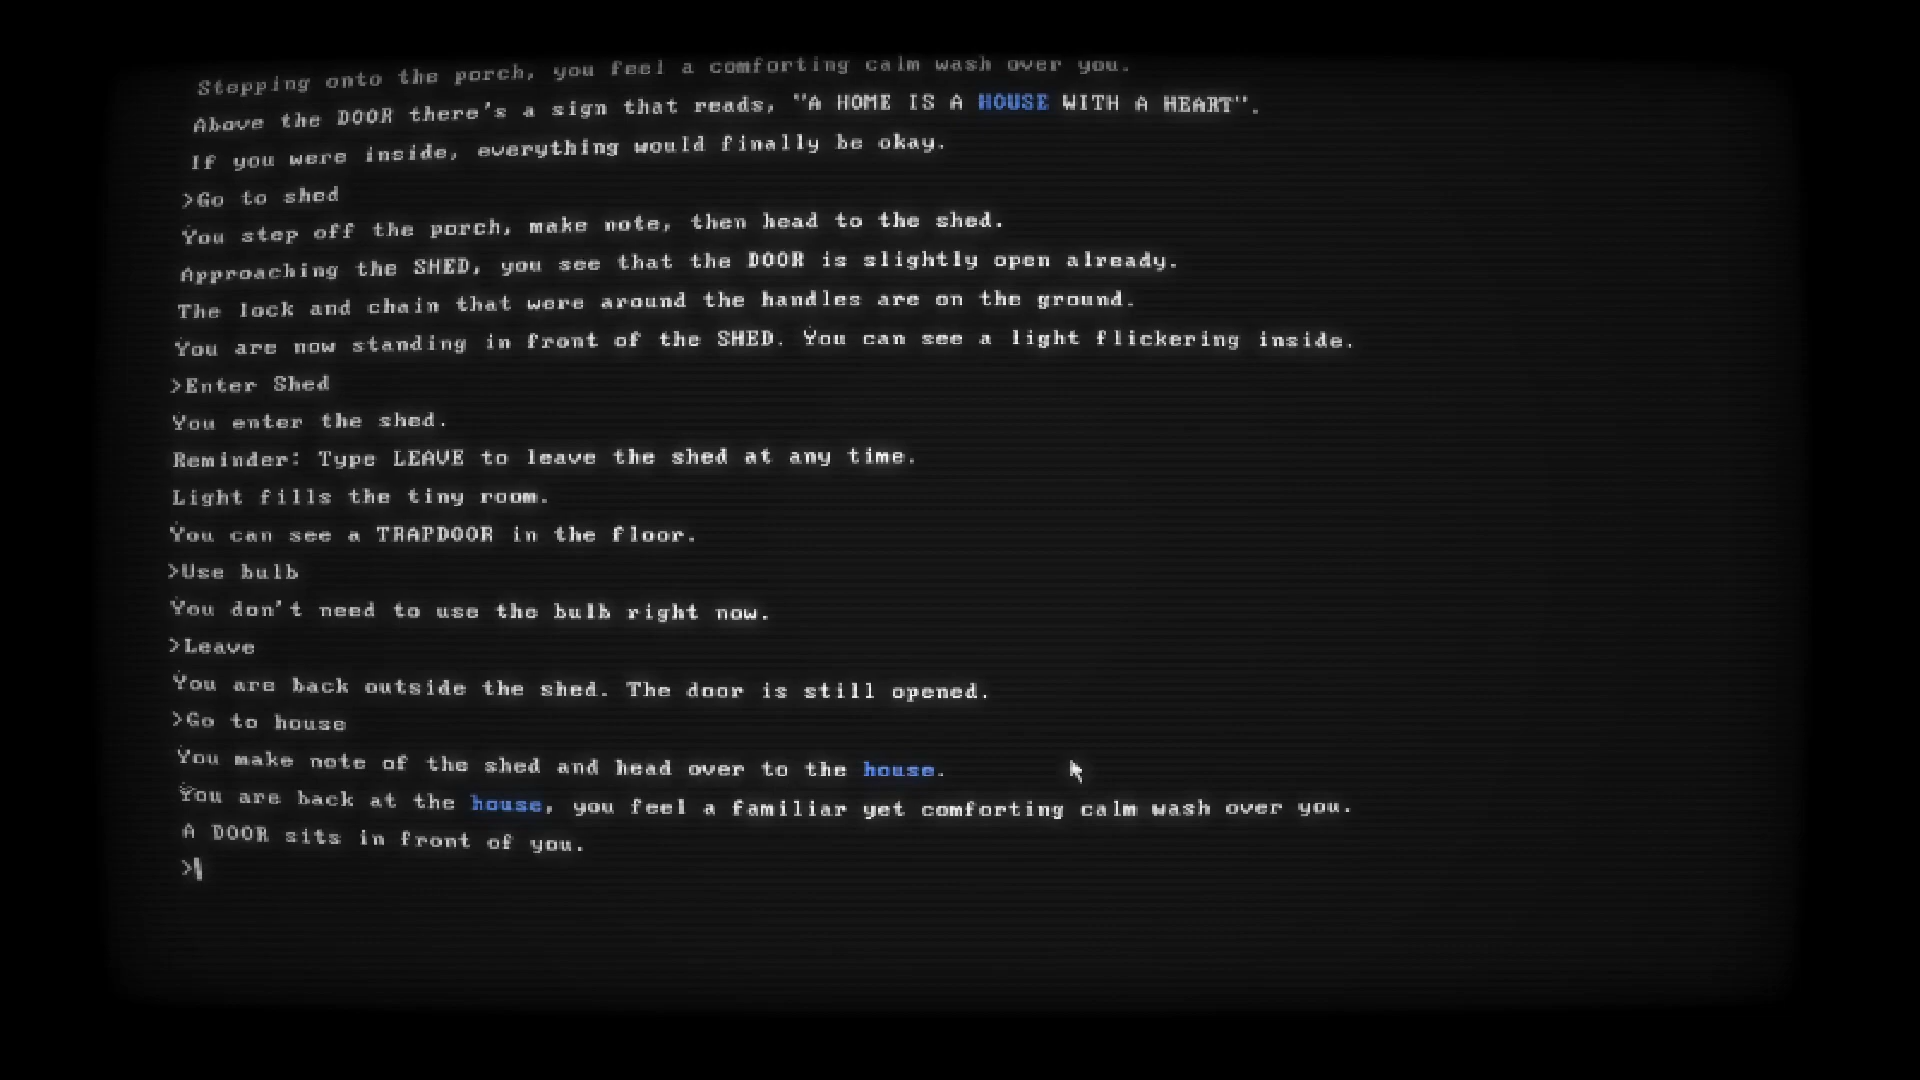 Stepping onto the porch, you feel a comforting calm wash over you.
Above the DOOR there's a sign that reads, "A HOME IS A HOUSE WITH A HEART".
If you were inside, everything would finally be okay.
>Go to shed
You step off the porch, make note, then head to the shed.
Approaching the SHED, you see that the DOOR is slightly open already.
The lock and chain that were around the handles are on the ground.
You are now standing in front of the SHED. You can see a light flickering inside.
>Enter Shed
You enter the shed.
Reminder: Type LEAVE to leave the shed at any time.
Light fills the tiny room.
You can see a TRAPDOOR in the floor.
>Use bulb
You don't need to use the bulb right now.
>Leave
You are back outside the shed. The door is still opened.
>Go to house
You make note of the shed and head over to the house.
You are back at the house, you feel a familiar yet comforting calm wash over you.
A DOOR sits in front of you.
>